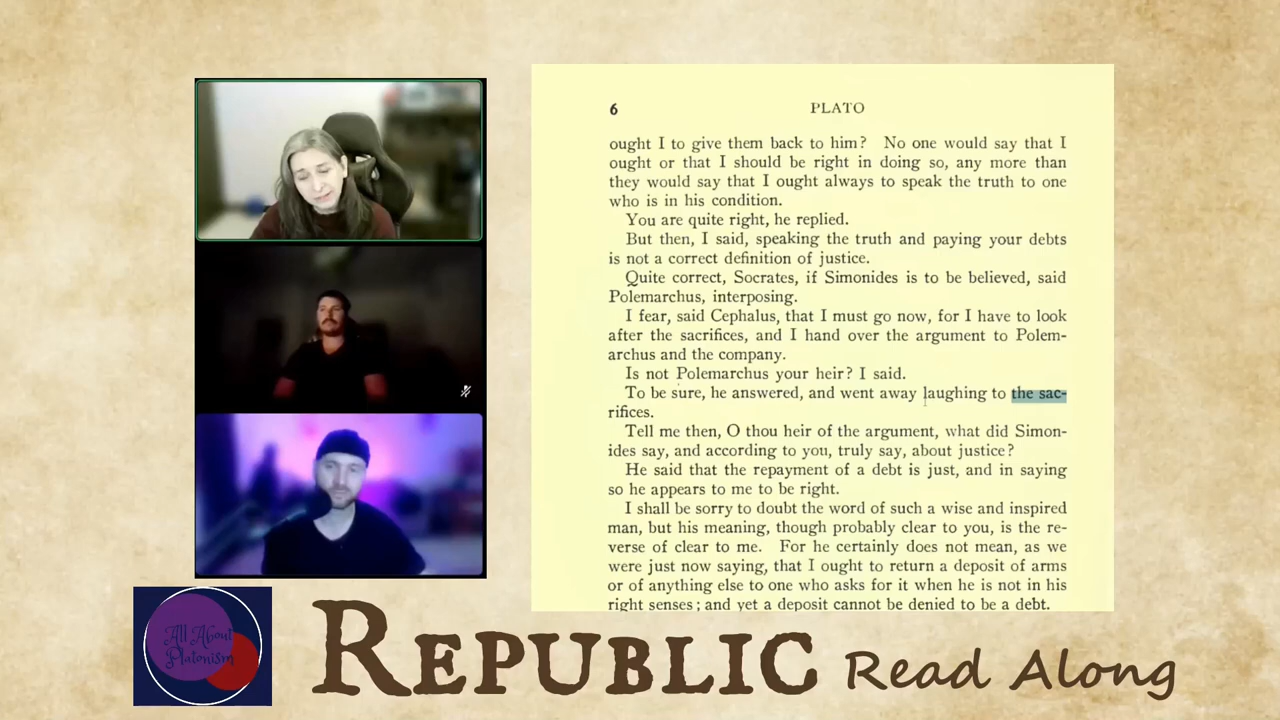 6 PLATO
ought I to give them back to him? No one would say that I
ought or that I should be right in doing so, any more than
they would say that I ought always to speak the truth to one
who is in his condition.
You are quite right, he replied.
But then, I said, speaking the truth and paying your debts
is not a correct definition of justice.
Quite correct, Socrates, if Simonides is to be believed, said
Polemarchus, interposing.
I fear, said Cephalus, that I must go now, for I have to look
after the sacrifices, and I hand over the argument to Polem-
archus and the company.
Is not Polemarchus your heir? I said.
To be sure, he answered, and went away laughing to the sac-
rifices.
Tell me then, O thou heir of the argument, what did Simon-
ides say, and according to you, truly say, about justice?
He said that the repayment of a debt is just, and in saying
so he appears to me to be right.
I shall be sorry to doubt the word of such a wise and inspired
man, but his meaning, though probably clear to you, is the re-
verse of clear to me. For he certainly does not mean, as we
were just now saying, that I ought to return a deposit of arms
or of anything else to one who asks for it when he is not in his
right senses; and yet a deposit cannot be denied to be a debt.
All About
Platonism
REPUBLIC Read Along